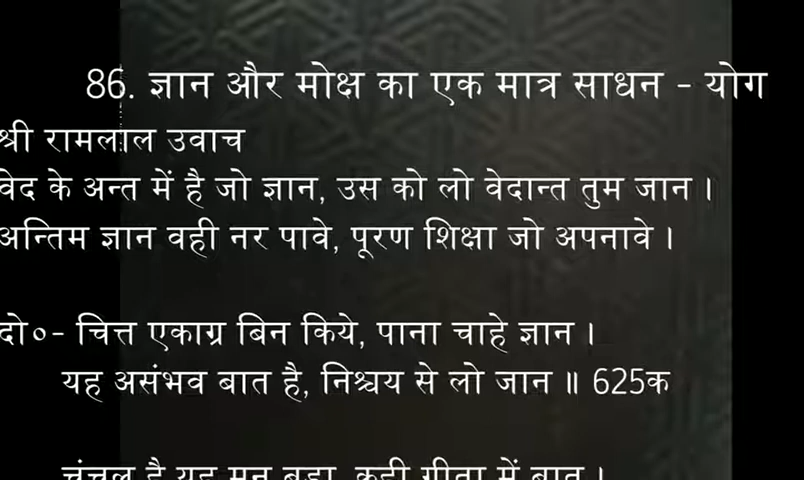 86. ज्ञान और मोक्ष का एक मात्र साधन - योग
श्री रामलाल उवाच
वेद के अन्त में है जो ज्ञान, उस को लो वेदान्त तुम जान ।
अन्तिम ज्ञान वही नर पावे, पूरण शिक्षा जो अपनावे ।
दो०- चित्त एकाग्र बिन किये, पाना चाहे ज्ञान ।
यह असंभव बात है, निश्चय से लो जान ॥ 625क
चंचल है यह मन बड़ा, कही गीता में बात ।